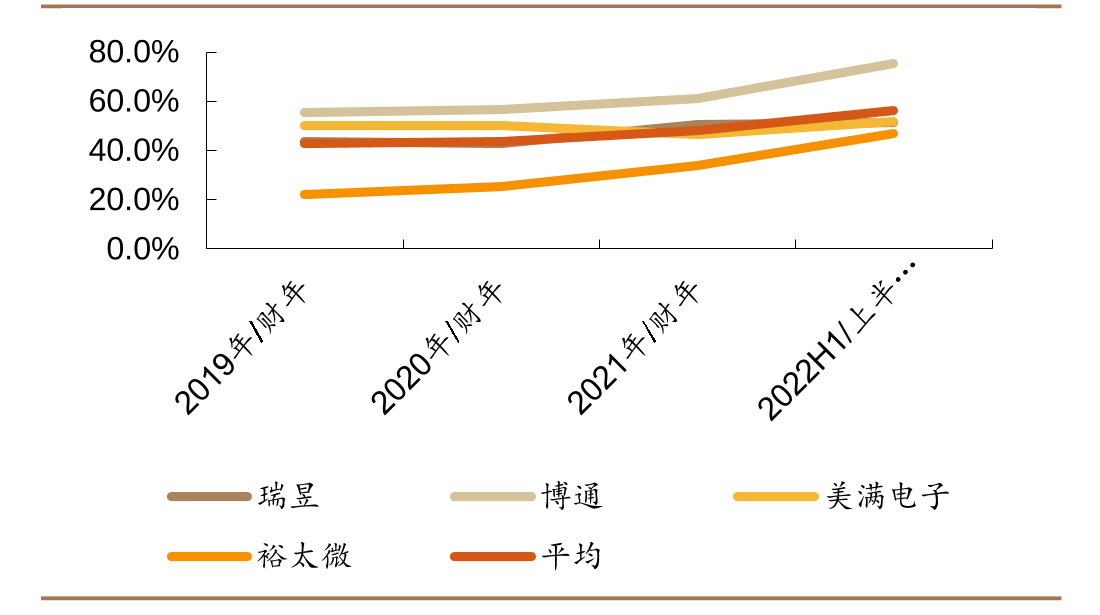 80.0%
60.0%
40.0%
20.0%
0.0%
2019年/财年
2020年/财年
2021年/财年
2022H1/上半…
瑞昱
博通
美满电子
裕太微
平均